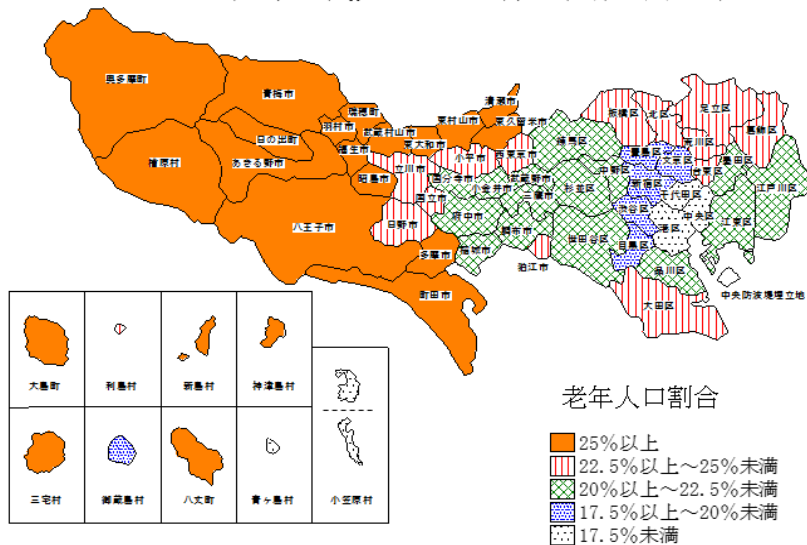 奥多摩町
青梅市
瑞穂町
羽村市
武蔵村山市
東村山市
清瀬市
東久留米市
日の出町
福生市
東大和市
檜原村
あきる野市
昭島市
立川市
小平市
西東京市
国分寺市
小金井市
武蔵野市
三鷹市
国立市
八王子市
日野市
府中市
調布市
多摩市
稲城市
狛江市
町田市
板橋区
北区
足立区
葛飾区
荒川区
練馬区
豊島区
文京区
台東区
墨田区
中野区
新宿区
千代田区
江戸川区
杉並区
渋谷区
中央区
港区
江東区
世田谷区
目黒区
品川区
大田区
中央防波堤埋立地
大島町
利島村
新島村
神津島村
三宅村
御蔵島村
八丈町
青ヶ島村
小笠原村
老年人口割合
25%以上
22.5%以上～25%未満
20%以上～22.5%未満
17.5%以上～20%未満
17.5%未満